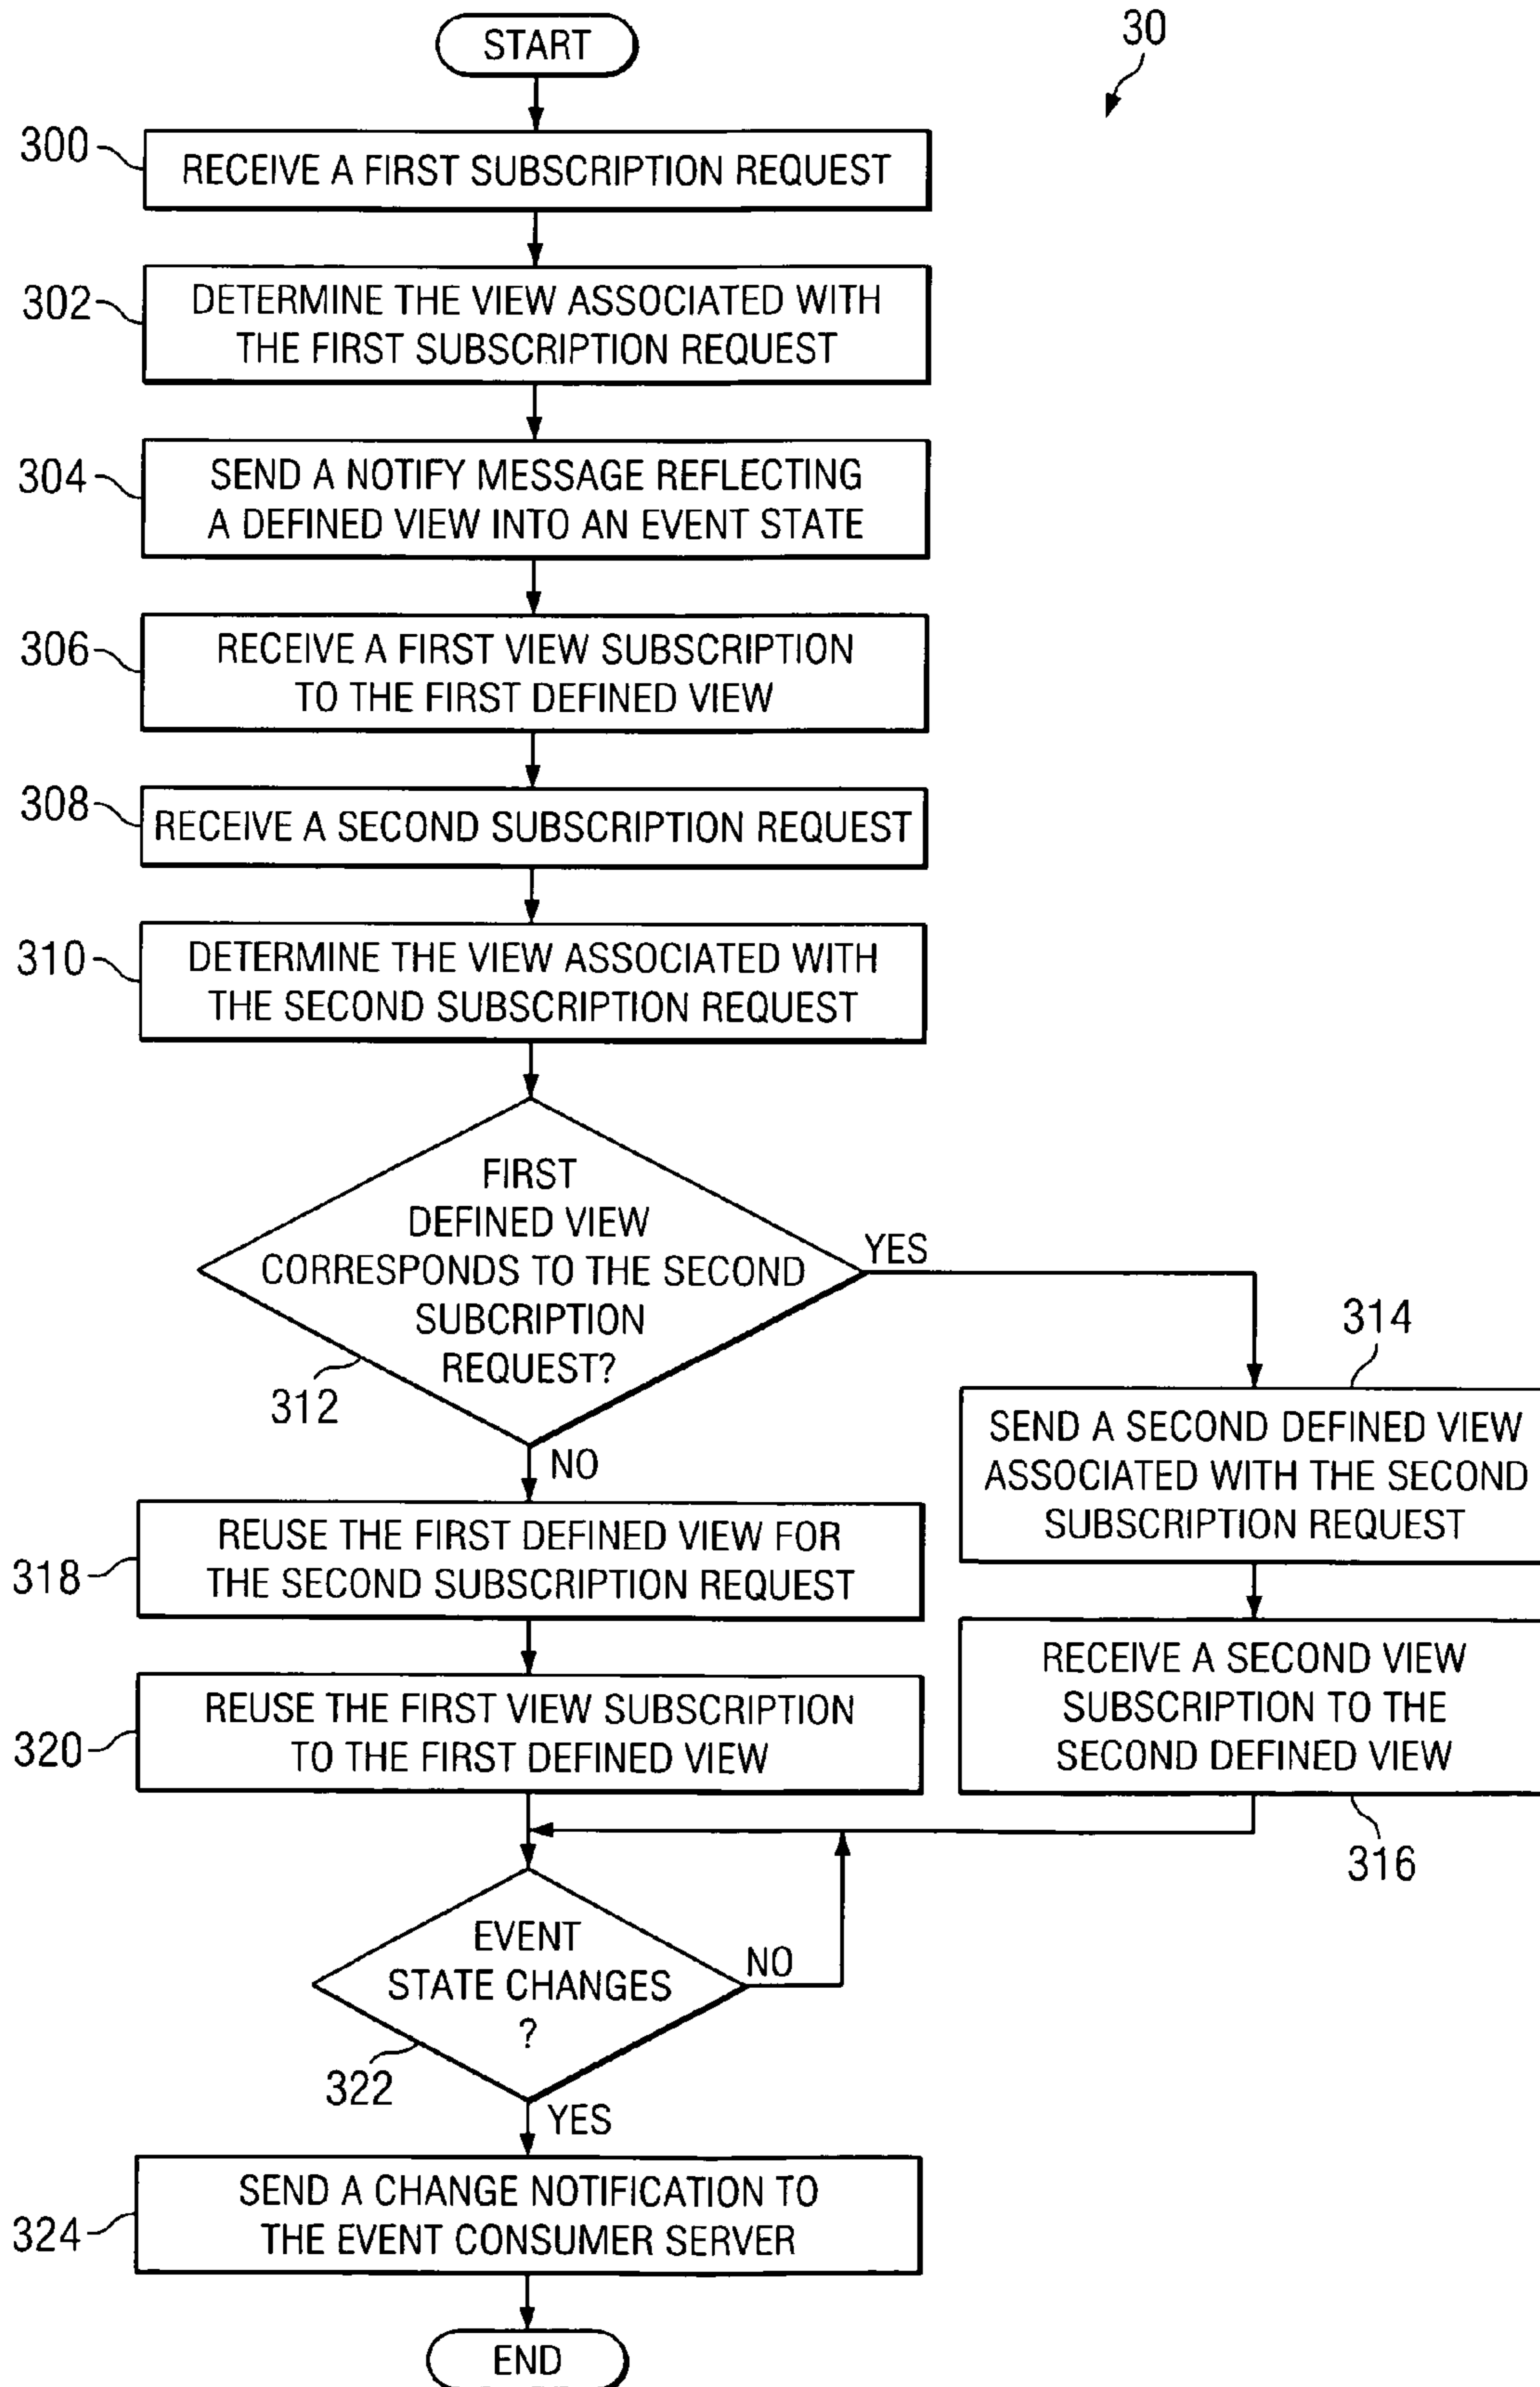 START
30
300
RECEIVE A FIRST SUBSCRIPTION REQUEST
302
DETERMINE THE VIEW ASSOCIATED WITH
THE FIRST SUBSCRIPTION REQUEST
304
SEND A NOTIFY MESSAGE REFLECTING
A DEFINED VIEW INTO AN EVENT STATE
306
RECEIVE A FIRST VIEW SUBSCRIPTION
TO THE FIRST DEFINED VIEW
308
RECEIVE A SECOND SUBSCRIPTION REQUEST
310
DETERMINE THE VIEW ASSOCIATED WITH
THE SECOND SUBSCRIPTION REQUEST
FIRST
DEFINED VIEW
CORRESPONDS TO THE SECOND
SUBCRIPTION
REQUEST?
312
YES
NO
314
SEND A SECOND DEFINED VIEW
ASSOCIATED WITH THE SECOND
SUBSCRIPTION REQUEST
318
REUSE THE FIRST DEFINED VIEW FOR
THE SECOND SUBSCRIPTION REQUEST
RECEIVE A SECOND VIEW
SUBSCRIPTION TO THE
SECOND DEFINED VIEW
316
320
REUSE THE FIRST VIEW SUBSCRIPTION
TO THE FIRST DEFINED VIEW
EVENT
STATE CHANGES
?
322
NO
YES
324
SEND A CHANGE NOTIFICATION TO
THE EVENT CONSUMER SERVER
END